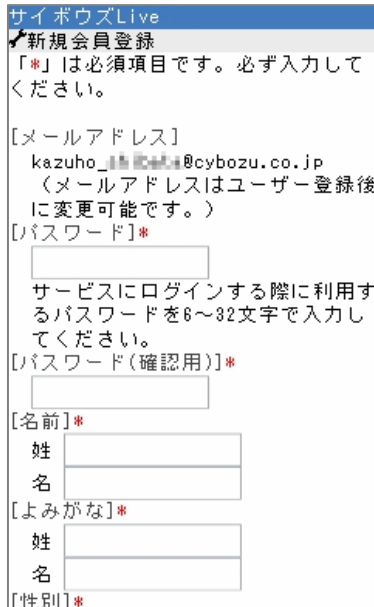 サイボウズLive
新規会員登録
「*」は必須項目です。必ず入力して
ください。
[メールアドレス]
kazuho_ @cybozu.co.jp
(メールアドレスはユーザー登録後
に変更可能です。)
[パスワード]*
サービスにログインする際に利用す
るパスワードを6~32文字で入力し
てください。
[パスワード(確認用)]*
[名前]*
姓
名
[よみがな]*
姓
名
[性別]*